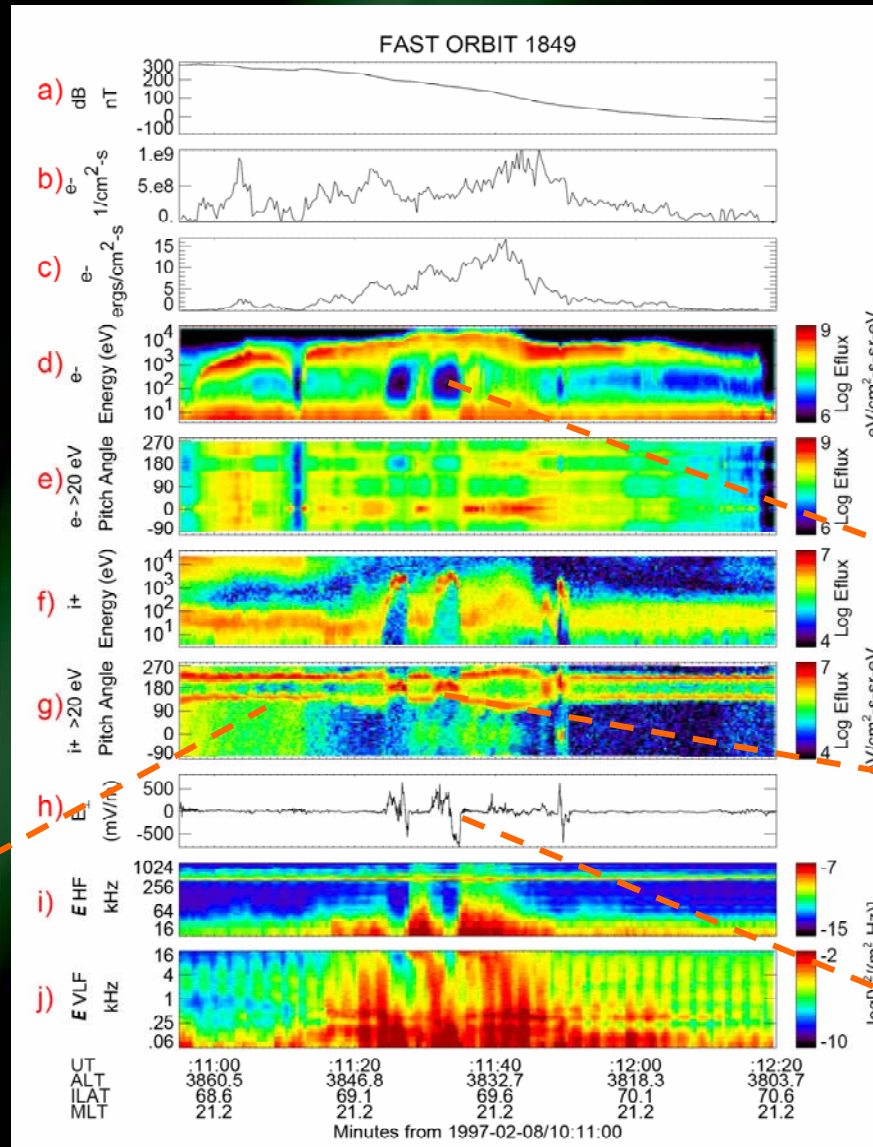 FAST ORBIT 1849
a) dB nT
300
200
100
0
-100
b) e- 1/cm²-s
1.e9
5.e8
0.
c) e- ergs/cm²-s
15
10
5
0
d) e- Energy (eV)
10⁴
10³
10²
10¹
9
6
Log Eflux
eV/cm²-s-sr-eV
e) e- >20 eV Pitch Angle
270
180
90
0
-90
9
6
Log Eflux
f) i+ Energy (eV)
10⁴
10³
10²
10¹
7
4
Log Eflux
g) i+ >20 eV Pitch Angle
270
180
90
0
-90
7
4
Log Eflux
h) (mV/m)
500
0
-500
i) E HF kHz
1024
256
64
16
-7
-15
j) E VLF kHz
16
4
1
.25
.06
-2
-10
UT :11:00 :11:20 :11:40 :12:00 :12:20
ALT 3860.5 3846.8 3832.7 3818.3 3803.7
ILAT 68.6 69.1 69.6 70.1 70.6
MLT 21.2 21.2 21.2 21.2 21.2
Minutes from 1997-02-08/10:11:00